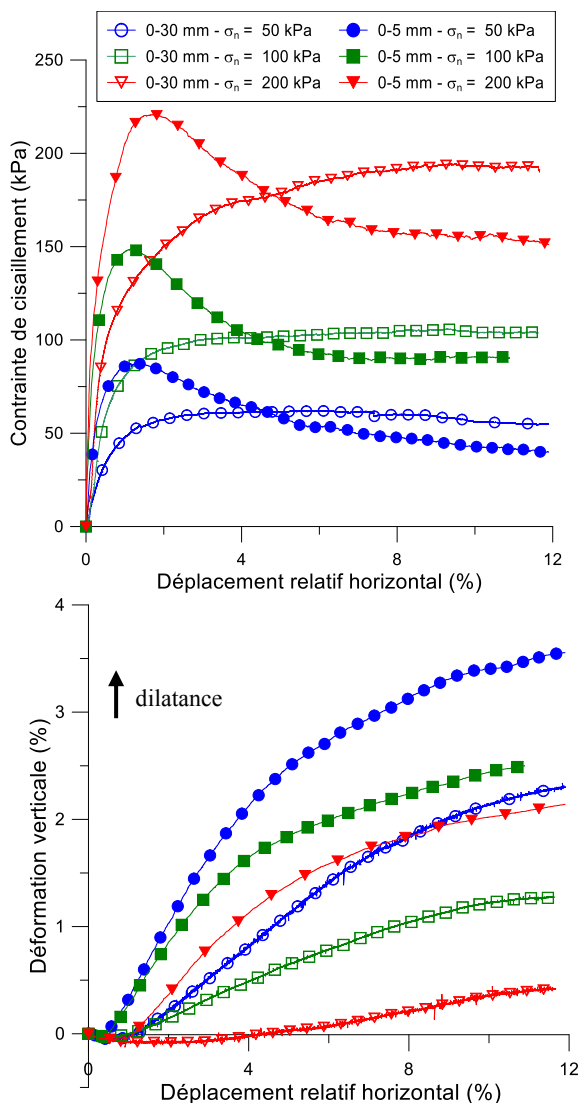 0-30 mm - σn = 50 kPa 0-5 mm - σn = 50 kPa
0-30 mm - σn = 100 kPa 0-5 mm - σn = 100 kPa
0-30 mm - σn = 200 kPa 0-5 mm - σn = 200 kPa
Contrainte de cisaillement (kPa)
250
200
150
100
50
0
0 4 8 12
Déplacement relatif horizontal (%)
Déformation verticale (%)
4
3
2
1
0
dilatance
0 4 8 12
Déplacement relatif horizontal (%)